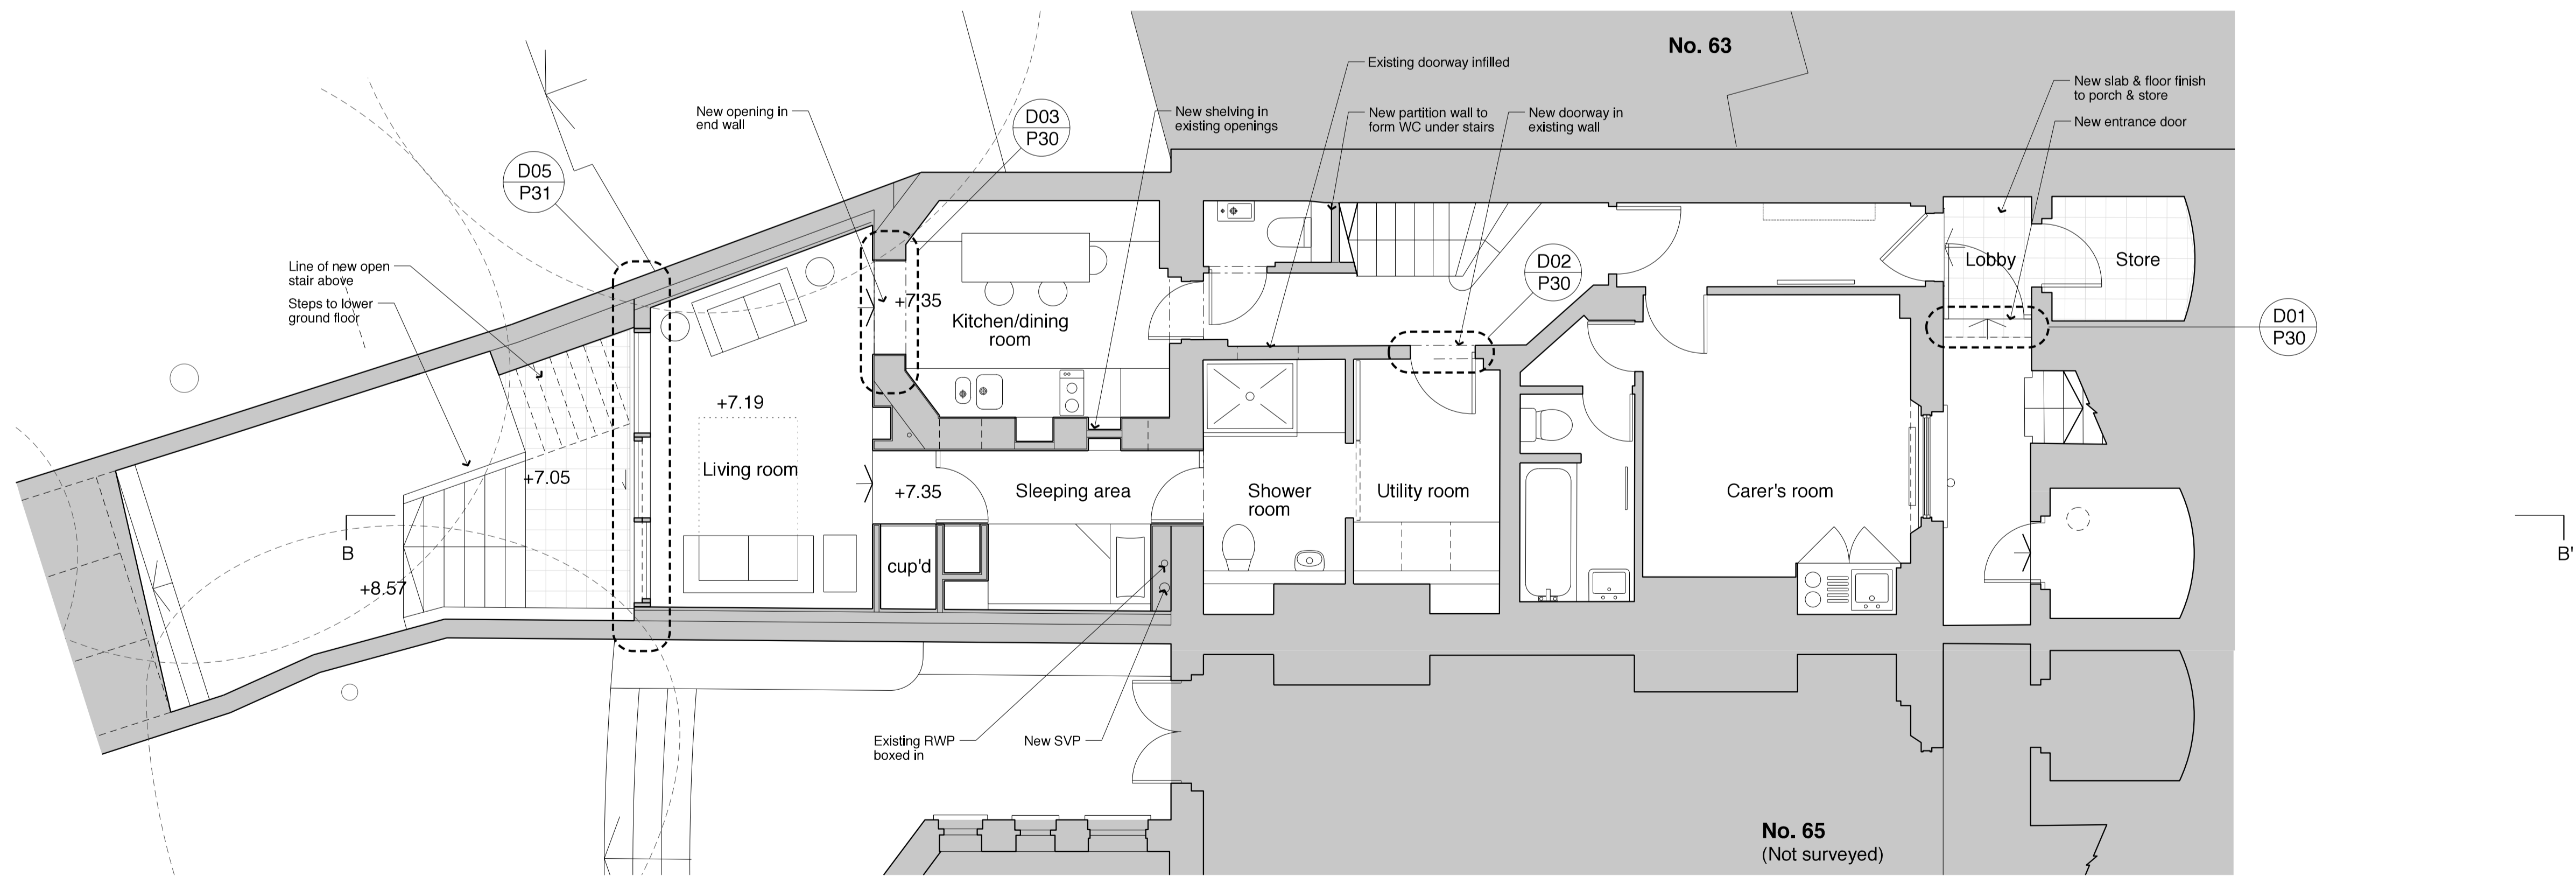 No. 63
Existing doorway infilled
New slab & floor finish
to porch & store
New opening in
end wall
D03
P30
New shelving in
existing openings
New partition wall to
form WC under stairs
New doorway in
existing wall
New entrance door
D05
P31
Line of new open
stair above
Steps to lower
ground floor
D02
P30
Lobby
Store
+7.35
Kitchen/dining
room
D01
P30
+7.19
Living room
+7.05
+7.35
Sleeping area
Shower
room
Utility room
Carer's room
B
B'
cup'd
+8.57
Existing RWP
boxed in
New SVP
No. 65
(Not surveyed)